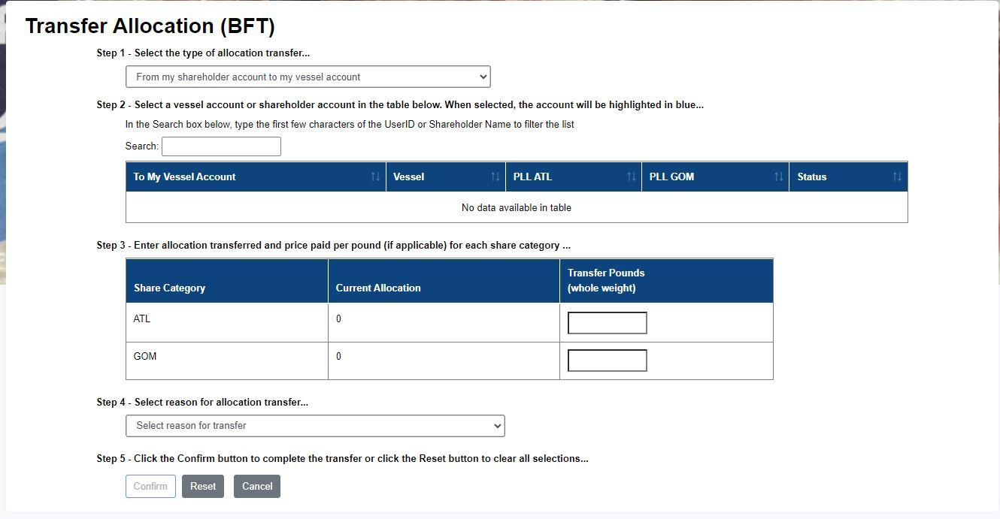 Transfer Allocation (BFT)
Step 1 - Select the type of allocation transfer...
From my shareholder account to my vessel account
Step 2 - Select a vessel account or shareholder account in the table below. When selected, the account will be highlighted in blue...
In the Search box below, type the first few characters of the UserID or Shareholder Name to filter the list
Search:
To My Vessel Account Vessel PLL ATL PLL GOM Status
No data available in table
Step 3 - Enter allocation transferred and price paid per pound (if applicable) for each share category ...
Transfer Pounds
Share Category Current Allocation (whole weight)
ATL 0
GOM 0
Step 4 - Select reason for allocation transfer...
Select reason for transfer
Step 5 - Click the Confirm button to complete the transfer or click the Reset button to clear all selections...
Confirm Reset Cancel